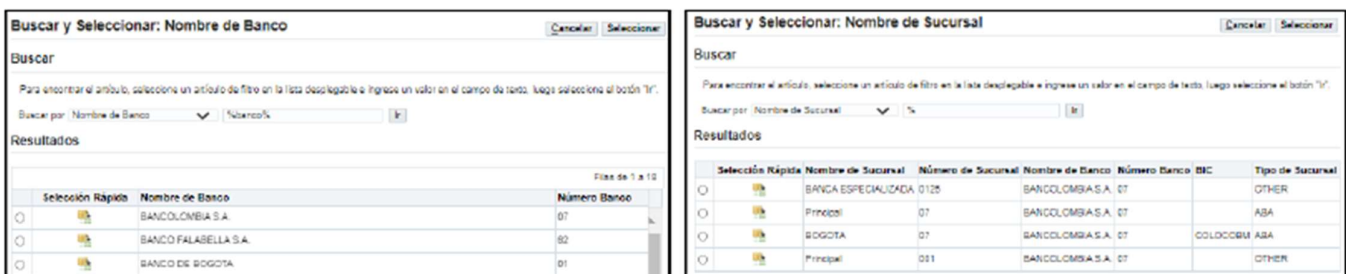 Buscar y Seleccionar: Nombre de Banco
Cancelar Seleccionar
Buscar
Para encontrar el artículo, seleccione un artículo de filtro en la lista desplegable e ingrese un valor en el campo de texto, luego seleccione el botón "Ir".
Buscar por Nombre de Banco %banco% Ir
Resultados
Filas de 1 a 10
Selección Rápida Nombre de Banco Número Banco
BANCOLOMBIA S.A. 07
BANCO FALABELLA S.A. 62
BANCO DE BOGOTA 01
Buscar y Seleccionar: Nombre de Sucursal
Cancelar Seleccionar
Buscar
Para encontrar el artículo, seleccione un artículo de filtro en la lista desplegable e ingrese un valor en el campo de texto, luego seleccione el botón "Ir".
Buscar por Nombre de Sucursal % Ir
Resultados
Selección Rápida Nombre de Sucursal Número de Sucursal Nombre de Banco Número Banco BIC Tipo de Sucursal
BANCA ESPECIALIZADA 0125 BANCOLOMBIA S.A. 07 OTHER
Principal 07 BANCOLOMBIA S.A. 07 ABA
BOGOTA 07 BANCOLOMBIA S.A. 07 COLOCOBM ABA
Principal 001 BANCOLOMBIA S.A. 07 OTHER